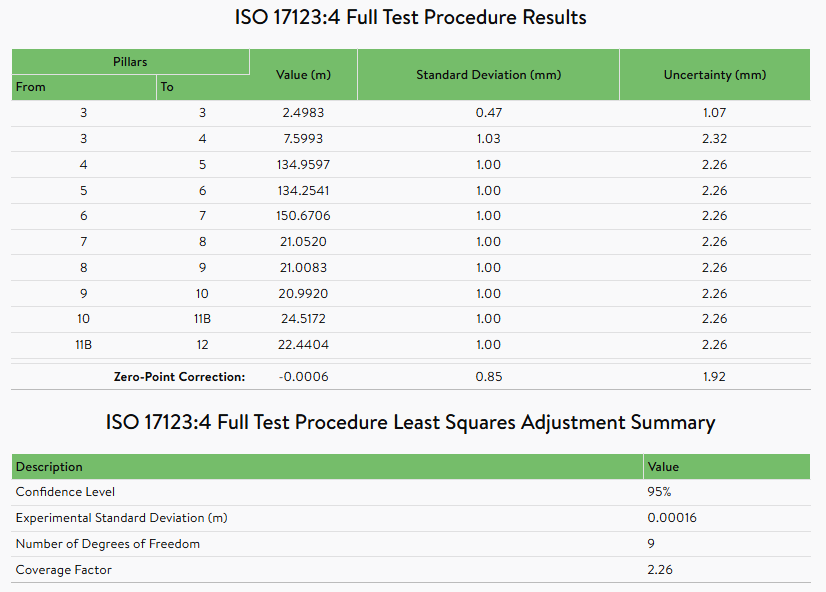 ISO 17123:4 Full Test Procedure Results
Pillars
Value (m) Standard Deviation (mm) Uncertainty (mm)
From To
3 3 2.4983 0.47 1.07
3 4 7.5993 1.03 2.32
4 5 134.9597 1.00 2.26
5 6 134.2541 1.00 2.26
6 7 150.6706 1.00 2.26
7 8 21.0520 1.00 2.26
8 9 21.0083 1.00 2.26
9 10 20.9920 1.00 2.26
10 11B 24.5172 1.00 2.26
11B 12 22.4404 1.00 2.26
Zero-Point Correction: -0.0006 0.85 1.92
ISO 17123:4 Full Test Procedure Least Squares Adjustment Summary
Description Value
Confidence Level 95%
Experimental Standard Deviation (m) 0.00016
Number of Degrees of Freedom 9
Coverage Factor 2.26